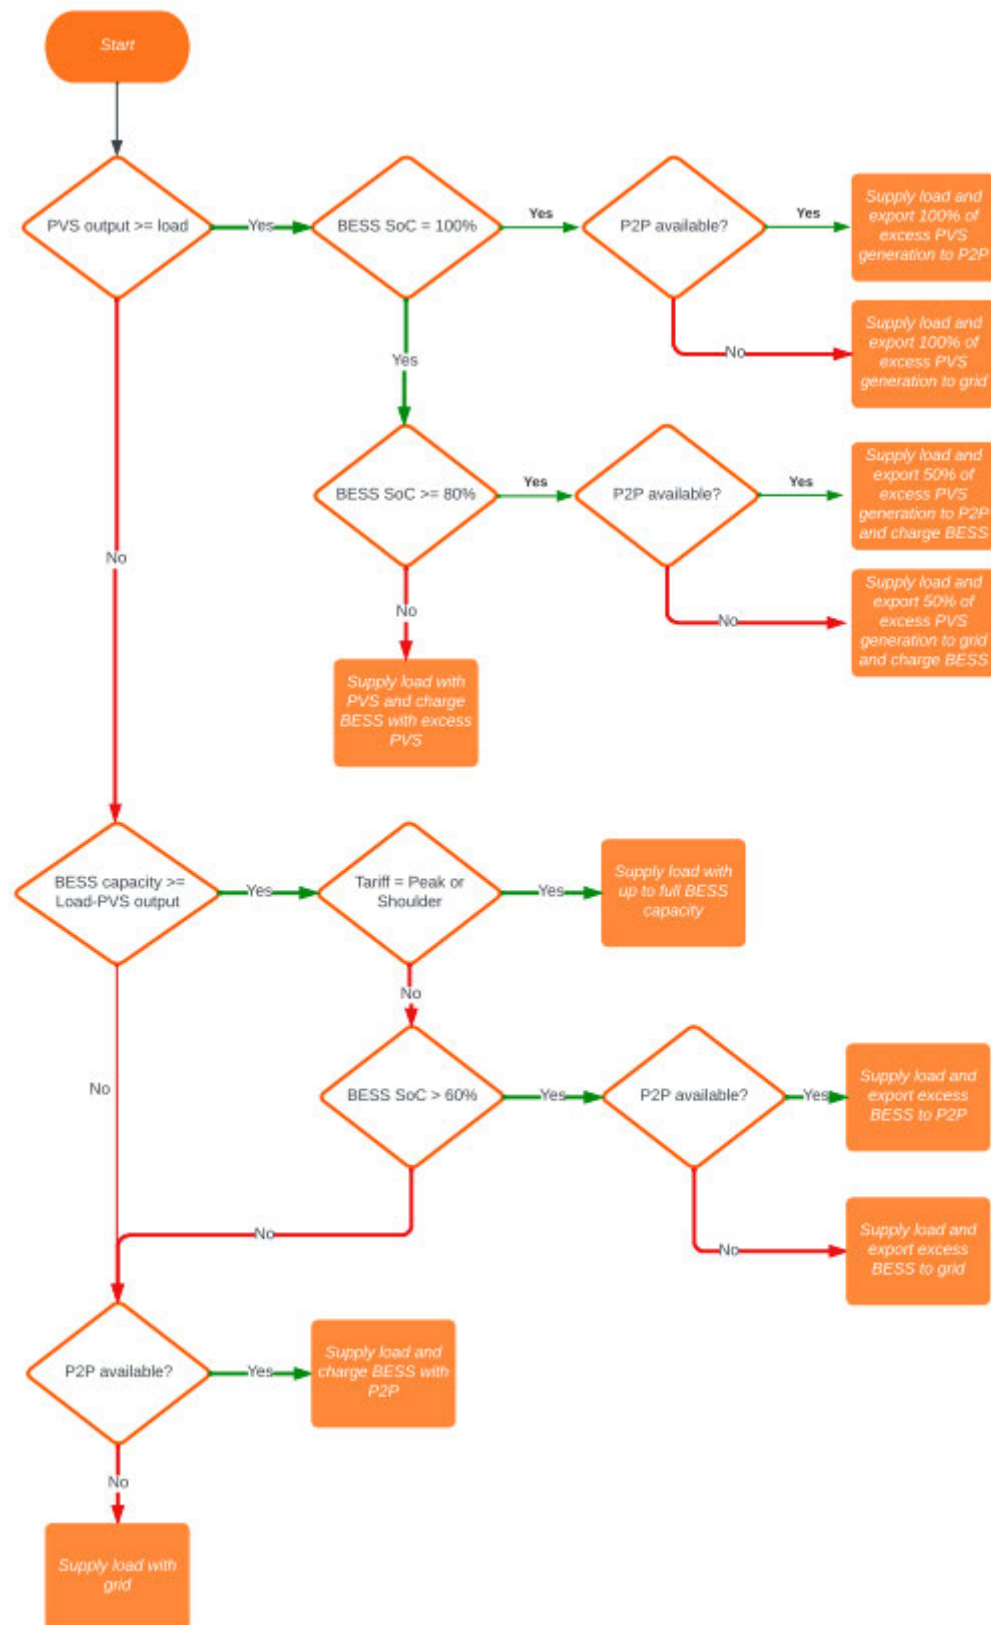 Start
PVS output >= load
Yes
BESS SoC = 100%
Yes
P2P available?
Yes
Supply load and
export 100% of
excess PVS
generation to P2P
No
Supply load and
export 100% of
excess PVS
generation to grid
Yes
BESS SoC >= 80%
Yes
P2P available?
Yes
Supply load and
export 50% of
excess PVS
generation to P2P
and charge BESS
No
Supply load and
export 50% of
excess PVS
generation to grid
and charge BESS
No
Supply load with
PVS and charge
BESS with excess
PVS
No
BESS capacity >=
Load-PVS output
Yes
Tariff = Peak or
Shoulder
Yes
Supply load with
up to full BESS
capacity
No
BESS SoC > 60%
Yes
P2P available?
Yes
Supply load and
export excess
BESS to P2P
No
Supply load and
export excess
BESS to grid
No
No
P2P available?
Yes
Supply load and
charge BESS with
P2P
No
Supply load with
grid